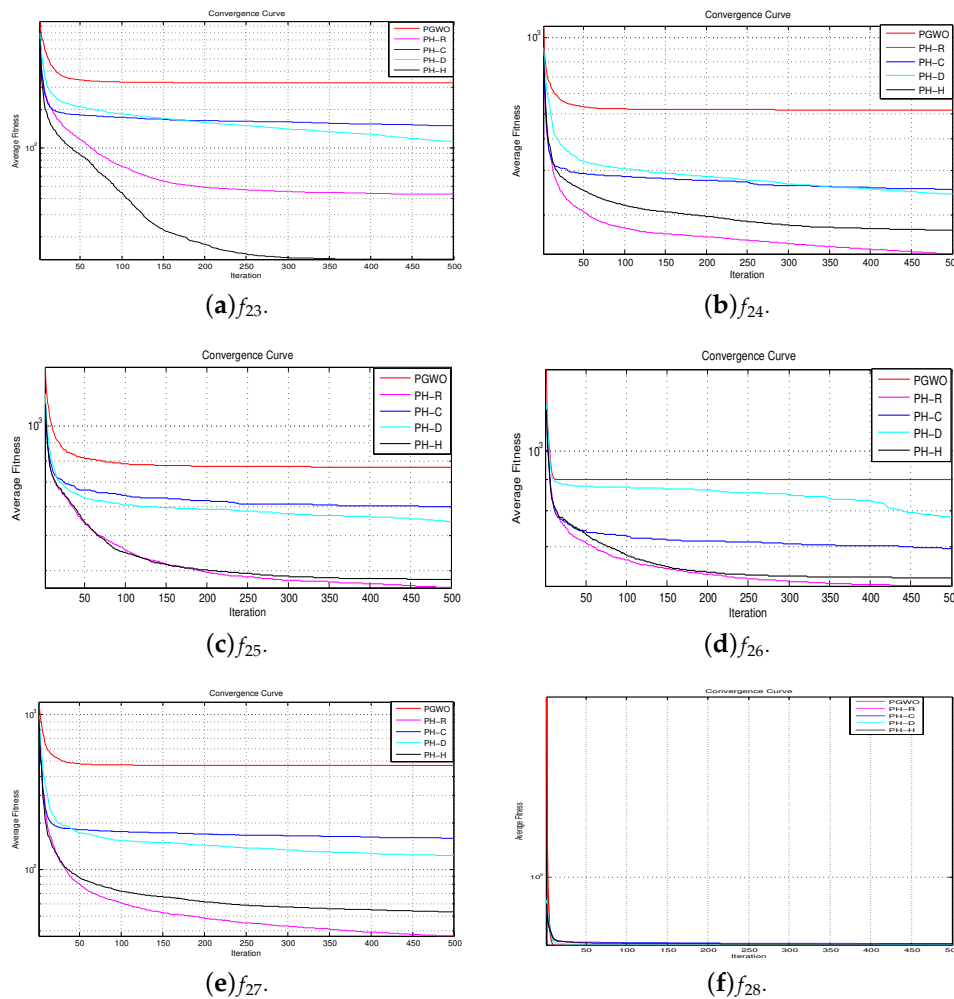 Convergence Curve
PGWO
PH-R
PH-C
PH-D
PH-H
10²
Average Fitness
50 100 150 200 250 300 350 400 450 500
Iteration
(a)f23.
Convergence Curve
10³
PGWO
PH-R
PH-C
PH-D
PH-H
Average Fitness
50 100 150 200 250 300 350 400 450 500
Iteration
(b)f24.
Convergence Curve
PGWO
PH-R
PH-C
PH-D
PH-H
10³
Average Fitness
50 100 150 200 250 300 350 400 450 500
Iteration
(c)f25.
Convergence Curve
PGWO
PH-R
PH-C
PH-D
PH-H
10³
Average Fitness
50 100 150 200 250 300 350 400 450 500
Iteration
(d)f26.
Convergence Curve
10³
PGWO
PH-R
PH-C
PH-D
PH-H
Average Fitness
10²
50 100 150 200 250 300 350 400 450 500
Iteration
(e)f27.
Convergence Curve
PGWO
PH-R
PH-C
PH-D
PH-H
Average Fitness
50 100 150 200 250 300 350 400 450 500
Iteration
(f)f28.